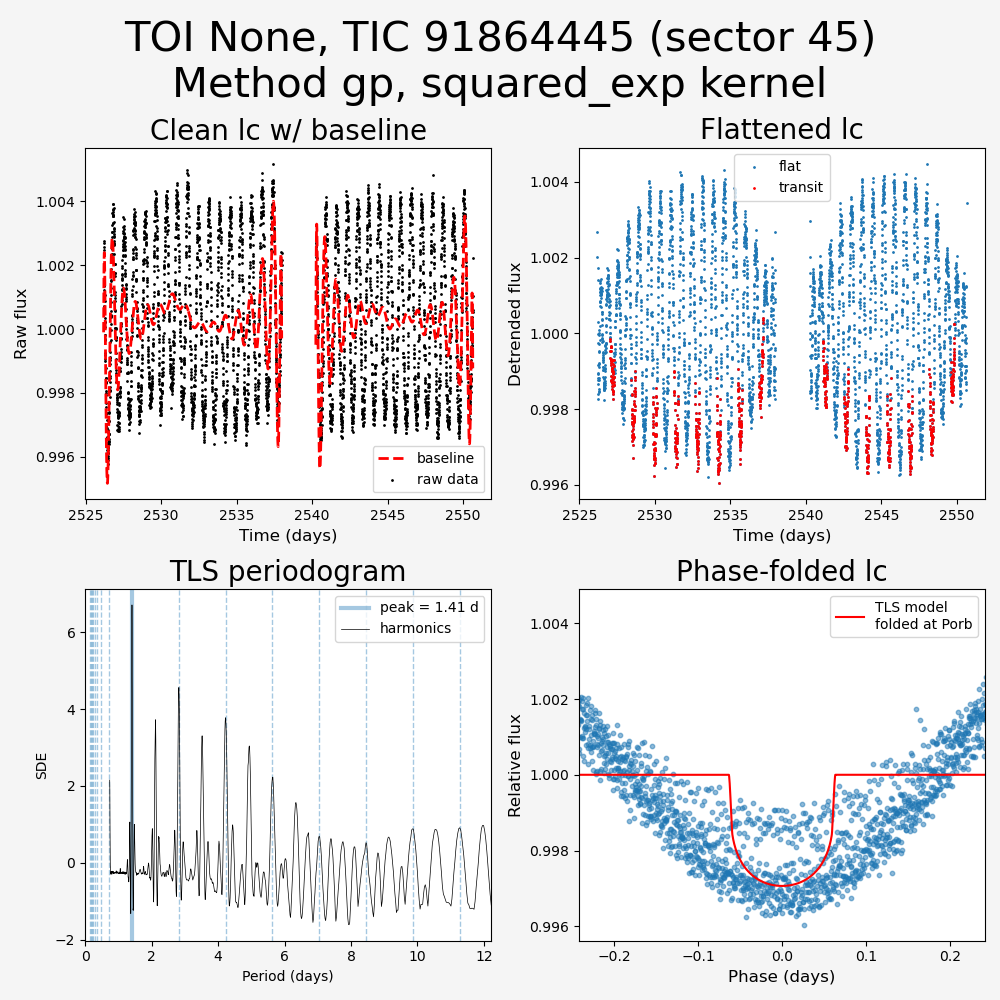 TOI None, TIC 91864445 (sector 45)
Method gp, squared_exp kernel
Clean lc w/ baseline
Raw flux
1.004
1.002
1.000
0.998
0.996
baseline
raw data
2525
2530
2535
2540
2545
2550
Time (days)
Flattened lc
Detrended flux
1.004
1.002
1.000
0.998
0.996
flat
transit
2525
2530
2535
2540
2545
2550
Time (days)
TLS periodogram
SDE
6
4
2
0
−2
peak = 1.41 d
harmonics
0
2
4
6
8
10
12
Period (days)
Phase-folded lc
Relative flux
1.004
1.002
1.000
0.998
0.996
TLS model
folded at Porb
−0.2
−0.1
0.0
0.1
0.2
Phase (days)